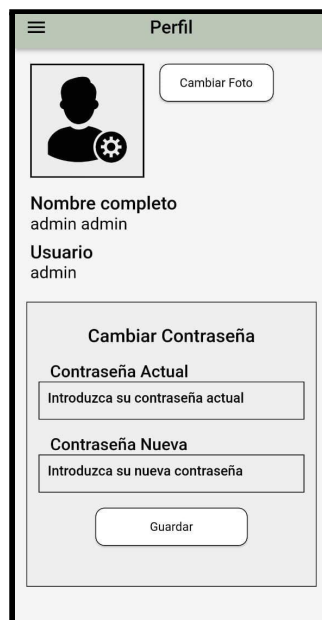 Perfil
Cambiar Foto
Nombre completo
admin admin
Usuario
admin
Cambiar Contraseña
Contraseña Actual
Introduzca su contraseña actual
Contraseña Nueva
Introduzca su nueva contraseña
Guardar